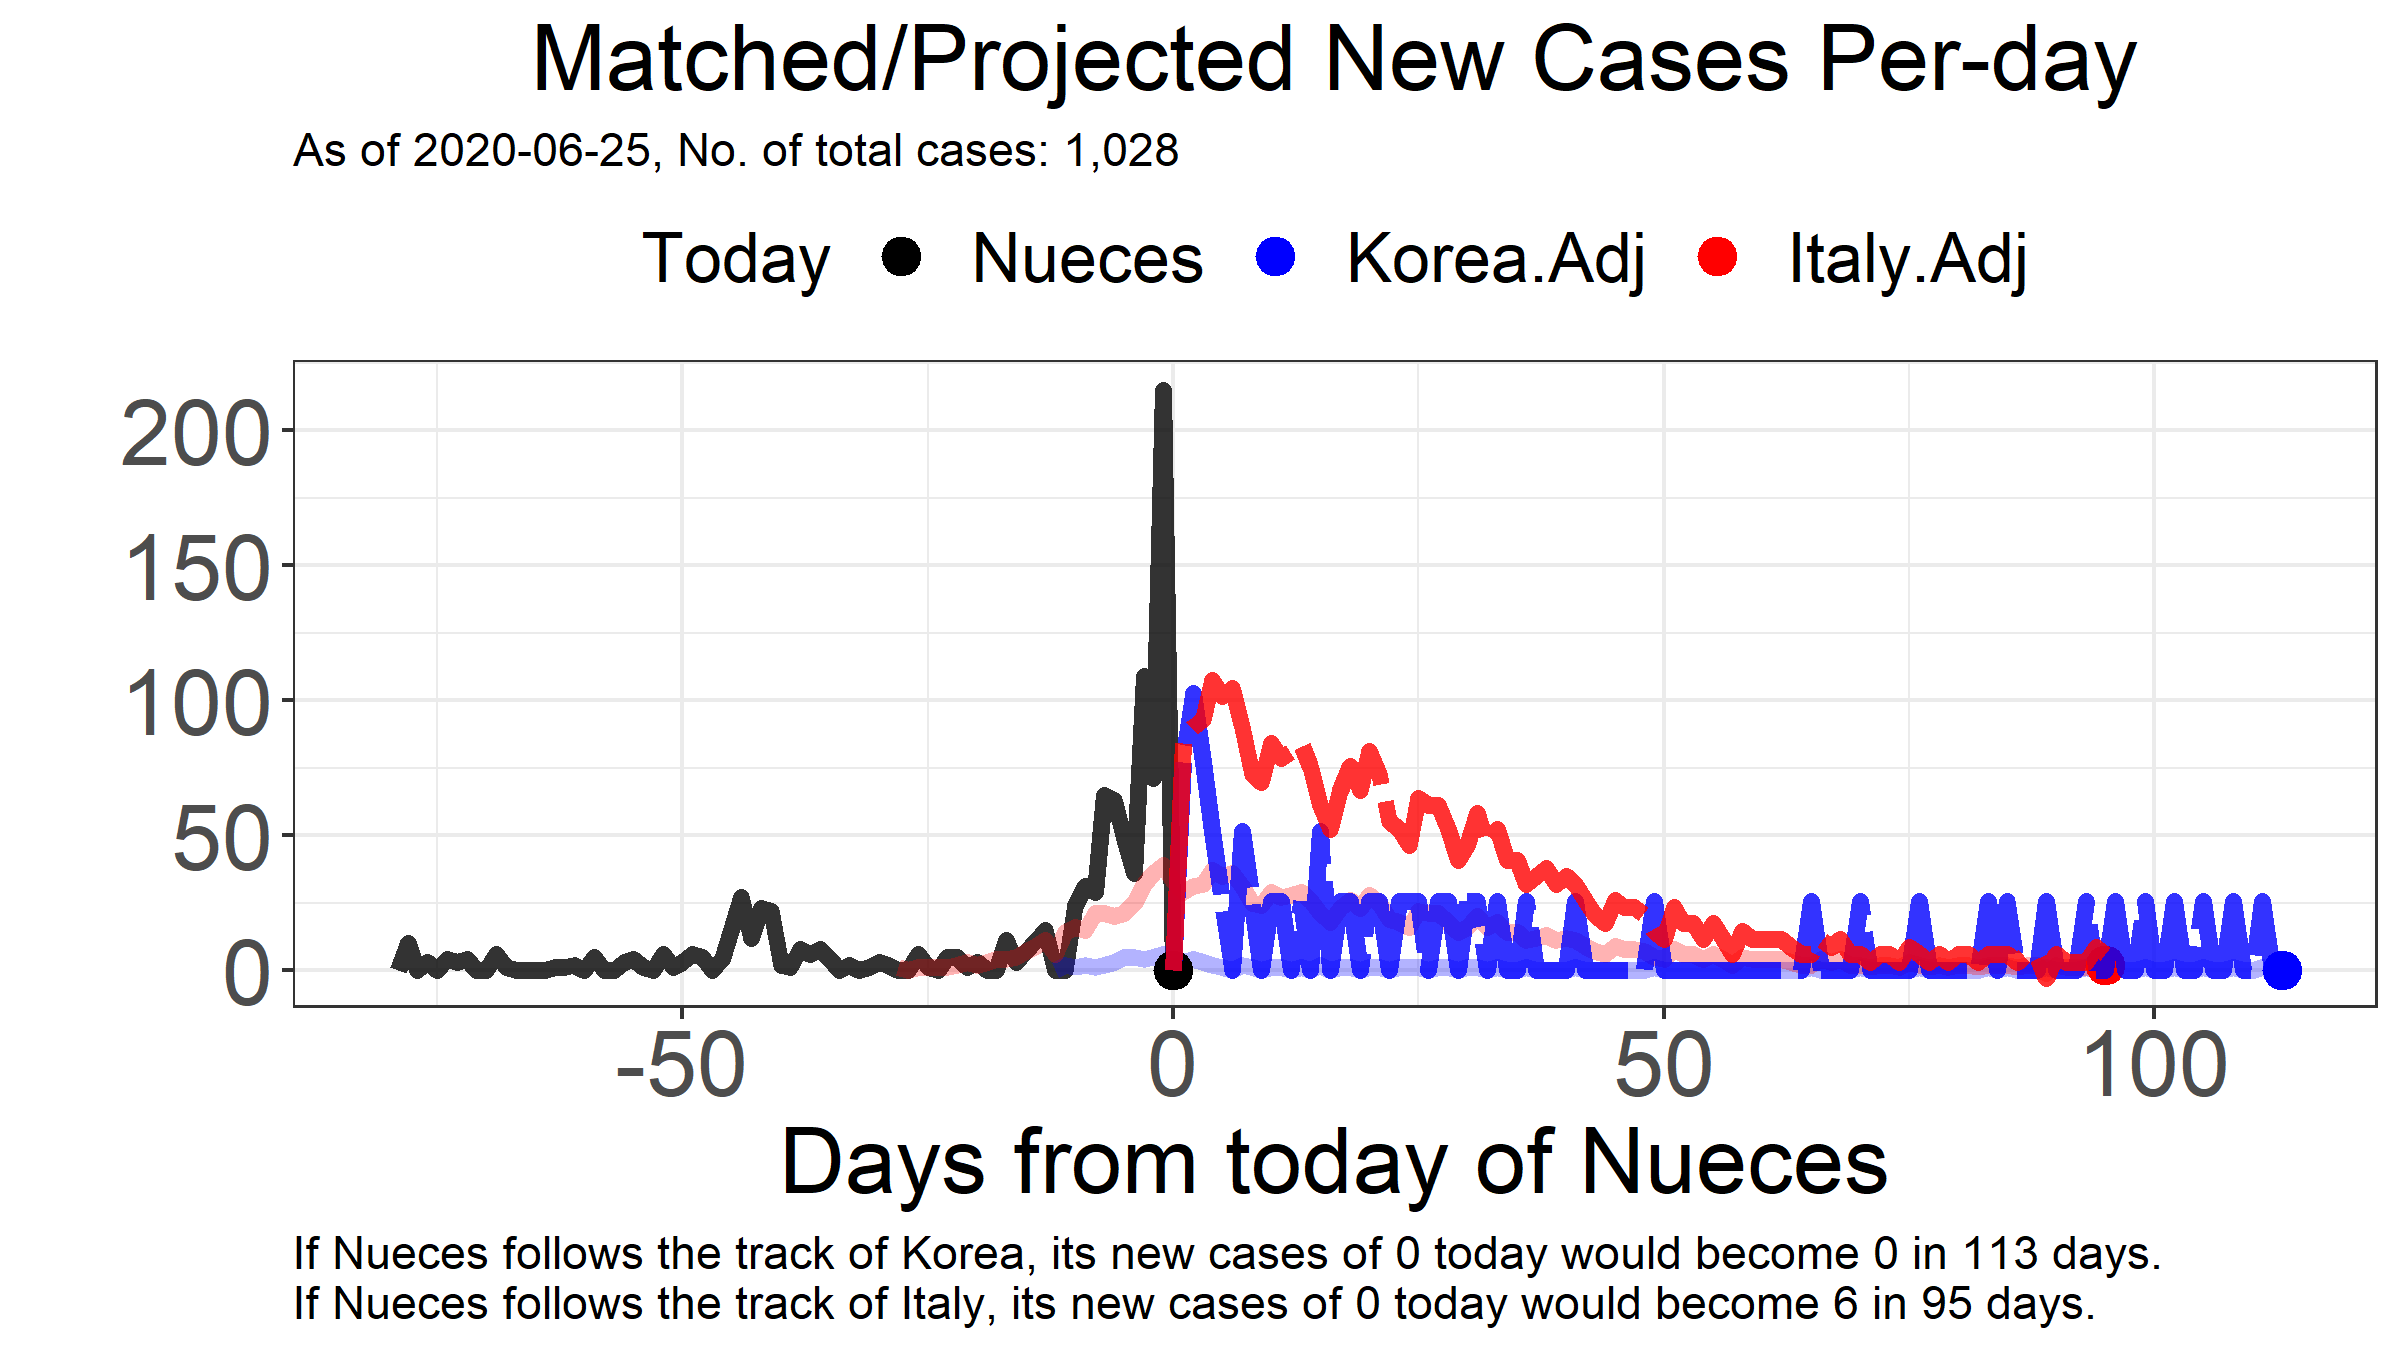 Matched/Projected New Cases Per-day
As of 2020-06-25, No. of total cases: 1,028
Today Nueces Korea.Adj Italy.Adj
200
150
100
50
0
-50 0 50 100
Days from today of Nueces
If Nueces follows the track of Korea, its new cases of 0 today would become 0 in 113 days.
If Nueces follows the track of Italy, its new cases of 0 today would become 6 in 95 days.